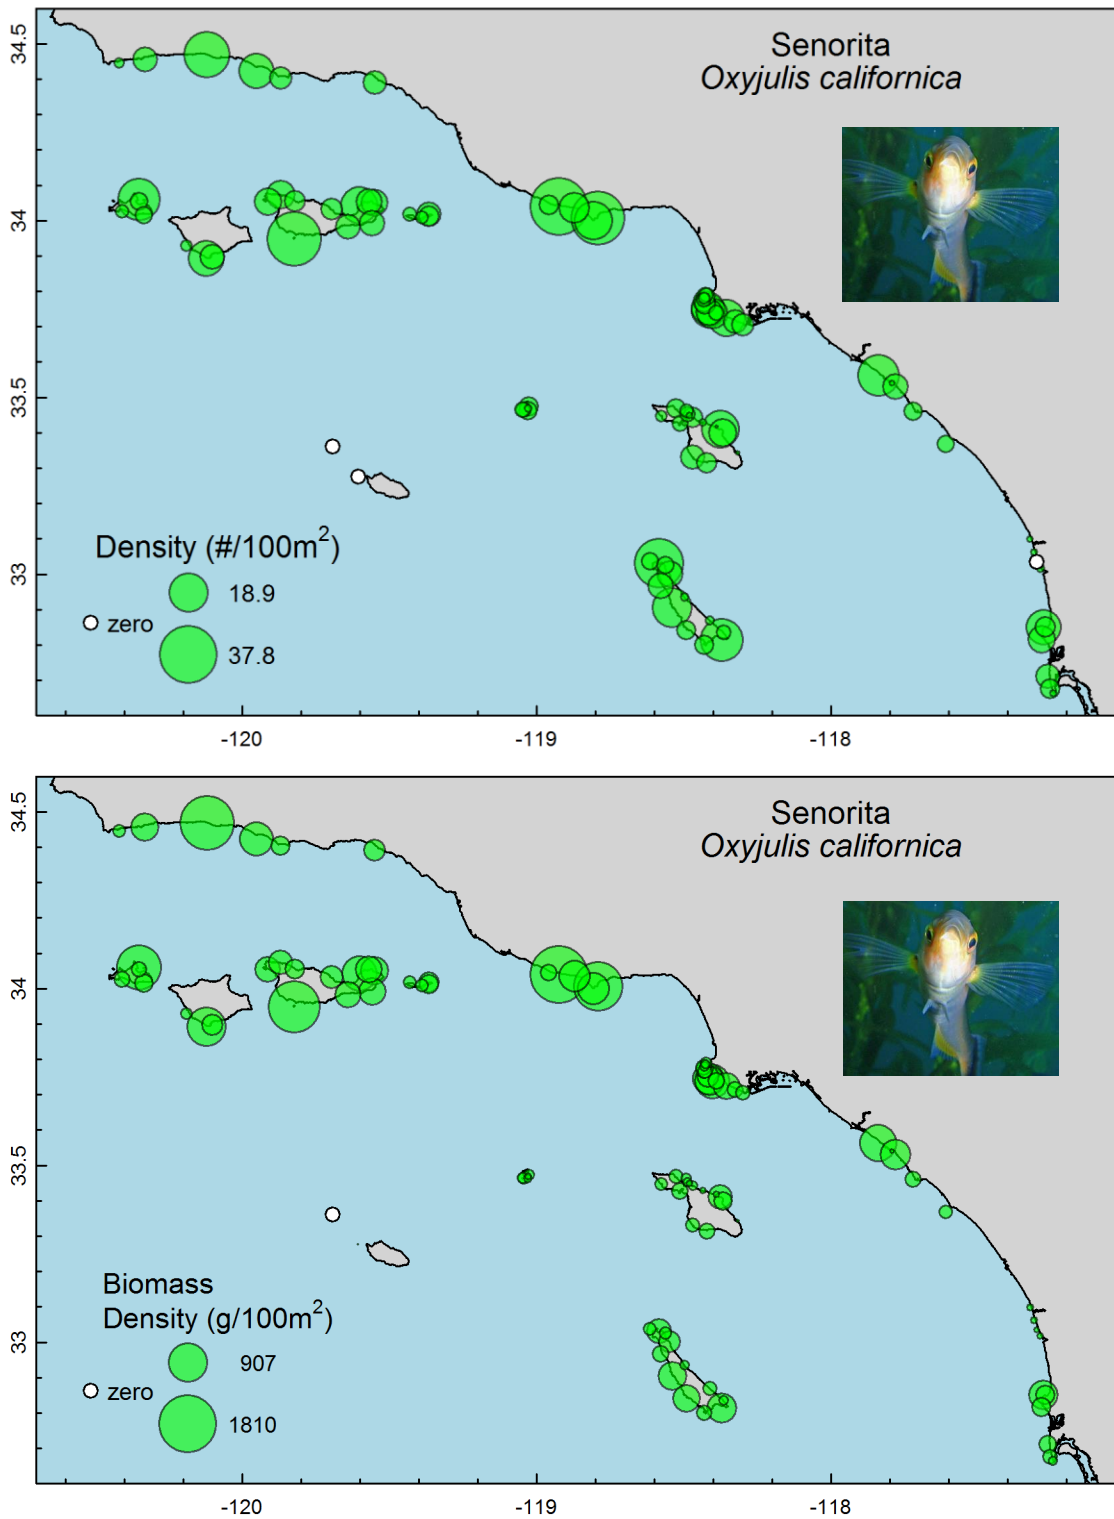 34.5
34
33.5
33
Senorita
Oxyjulis californica
Density (#/100m²)
18.9
zero
37.8
-120
-119
-118
34.5
34
33.5
33
Senorita
Oxyjulis californica
Biomass
Density (g/100m²)
907
zero
1810
-120
-119
-118